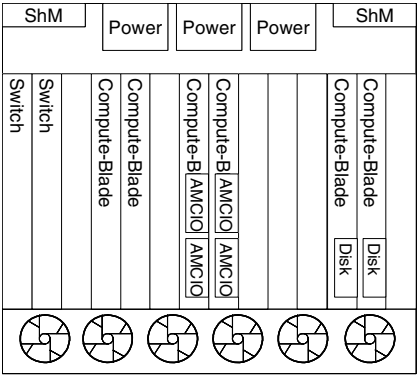 ShM
Power
Power
Power
ShM
Switch
Switch
Compute-Blade
Compute-Blade
Compute-B
AMCIO
AMCIO
Compute-B
AMCIO
AMCIO
Compute-Blade
Disk
Compute-Blade
Disk